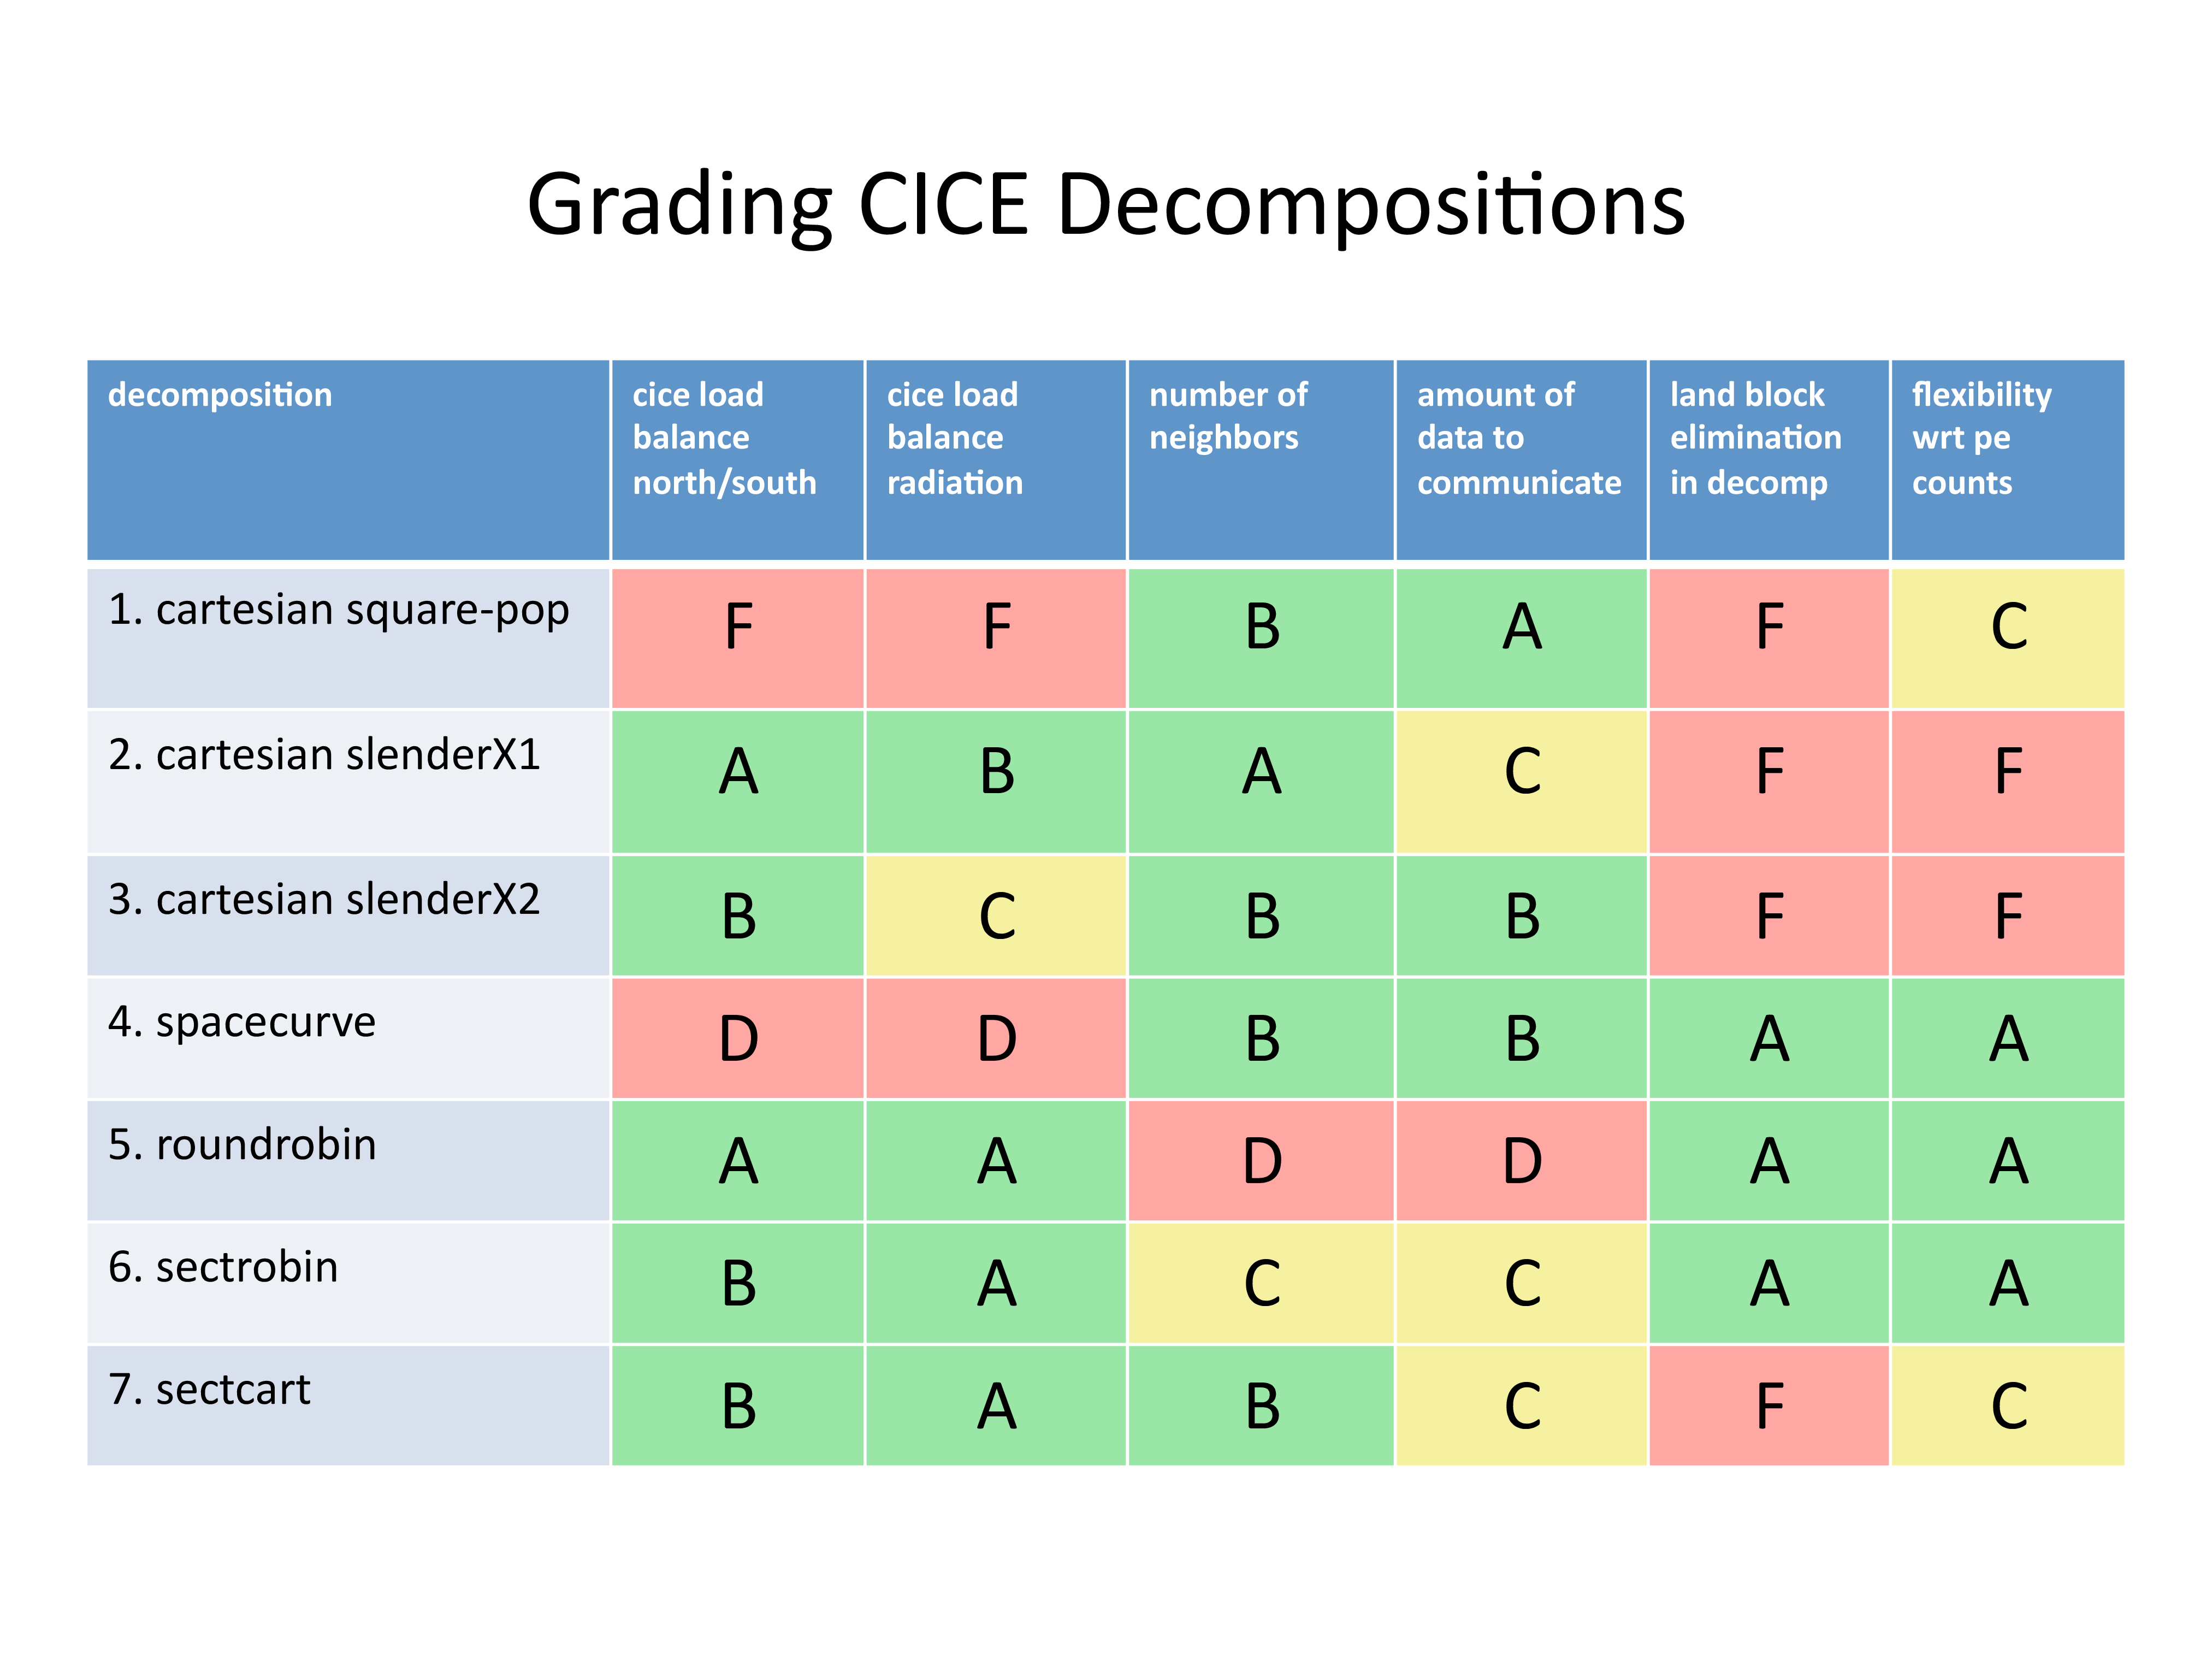 Grading CICE Decompositions
decomposition
cice load
balance
north/south
cice load
balance
radiation
number of
neighbors
amount of
data to
communicate
land block
elimination
in decomp
flexibility
wrt pe
counts
1. cartesian square-pop
F
F
B
A
F
C
2. cartesian slenderX1
A
B
A
C
F
F
3. cartesian slenderX2
B
C
B
B
F
F
4. spacecurve
D
D
B
B
A
A
5. roundrobin
A
A
D
D
A
A
6. sectrobin
B
A
C
C
A
A
7. sectcart
B
A
B
C
F
C